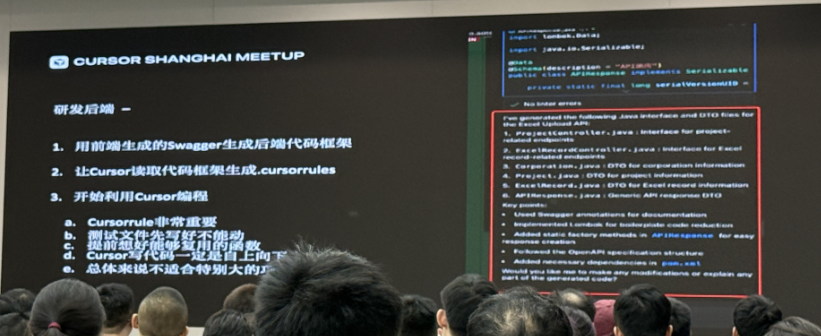 CURSOR SHANGHAI MEETUP
研发后端 –
1. 用前端生成的Swagger生成后端代码框架
2. 让Cursor读取代码框架生成.cursorrules
3. 开始利用Cursor编程
a. Cursorrule非常重要
b. 测试文件先写好不能动
c. 提前想好能够复用的函数
d. Cursor写代码一定是自上向下
e. 总体来说不适合特别大的
import lombok.Data;
import java.io.Serializable;
@Data
@Schema(description = "API
public class APIResponse implements Serializable
private static final long serialVersionUID =
No linter errors
I've generated the following Java interface and DTO files for
the Excel Upload API:
1. ProjectController.java : Interface for project-
related endpoints
2. ExcelRecordController.java : Interface for Excel
record-related endpoints
3. Corporation.java : DTO for corporation information
4. Project.java : DTO for project information
5. ExcelRecord.java : DTO for Excel record information
6. APIResponse.java : Generic API response DTO
Key points:
• Used Swagger annotations for documentation
• Implemented Lombok for boilerplate code reduction
• Added static factory methods in APIResponse for easy
response creation
• Followed the OpenAPI specification structure
• Added necessary dependencies in pom.xml
Would you like me to make any modifications or explain any
part of the generated code?